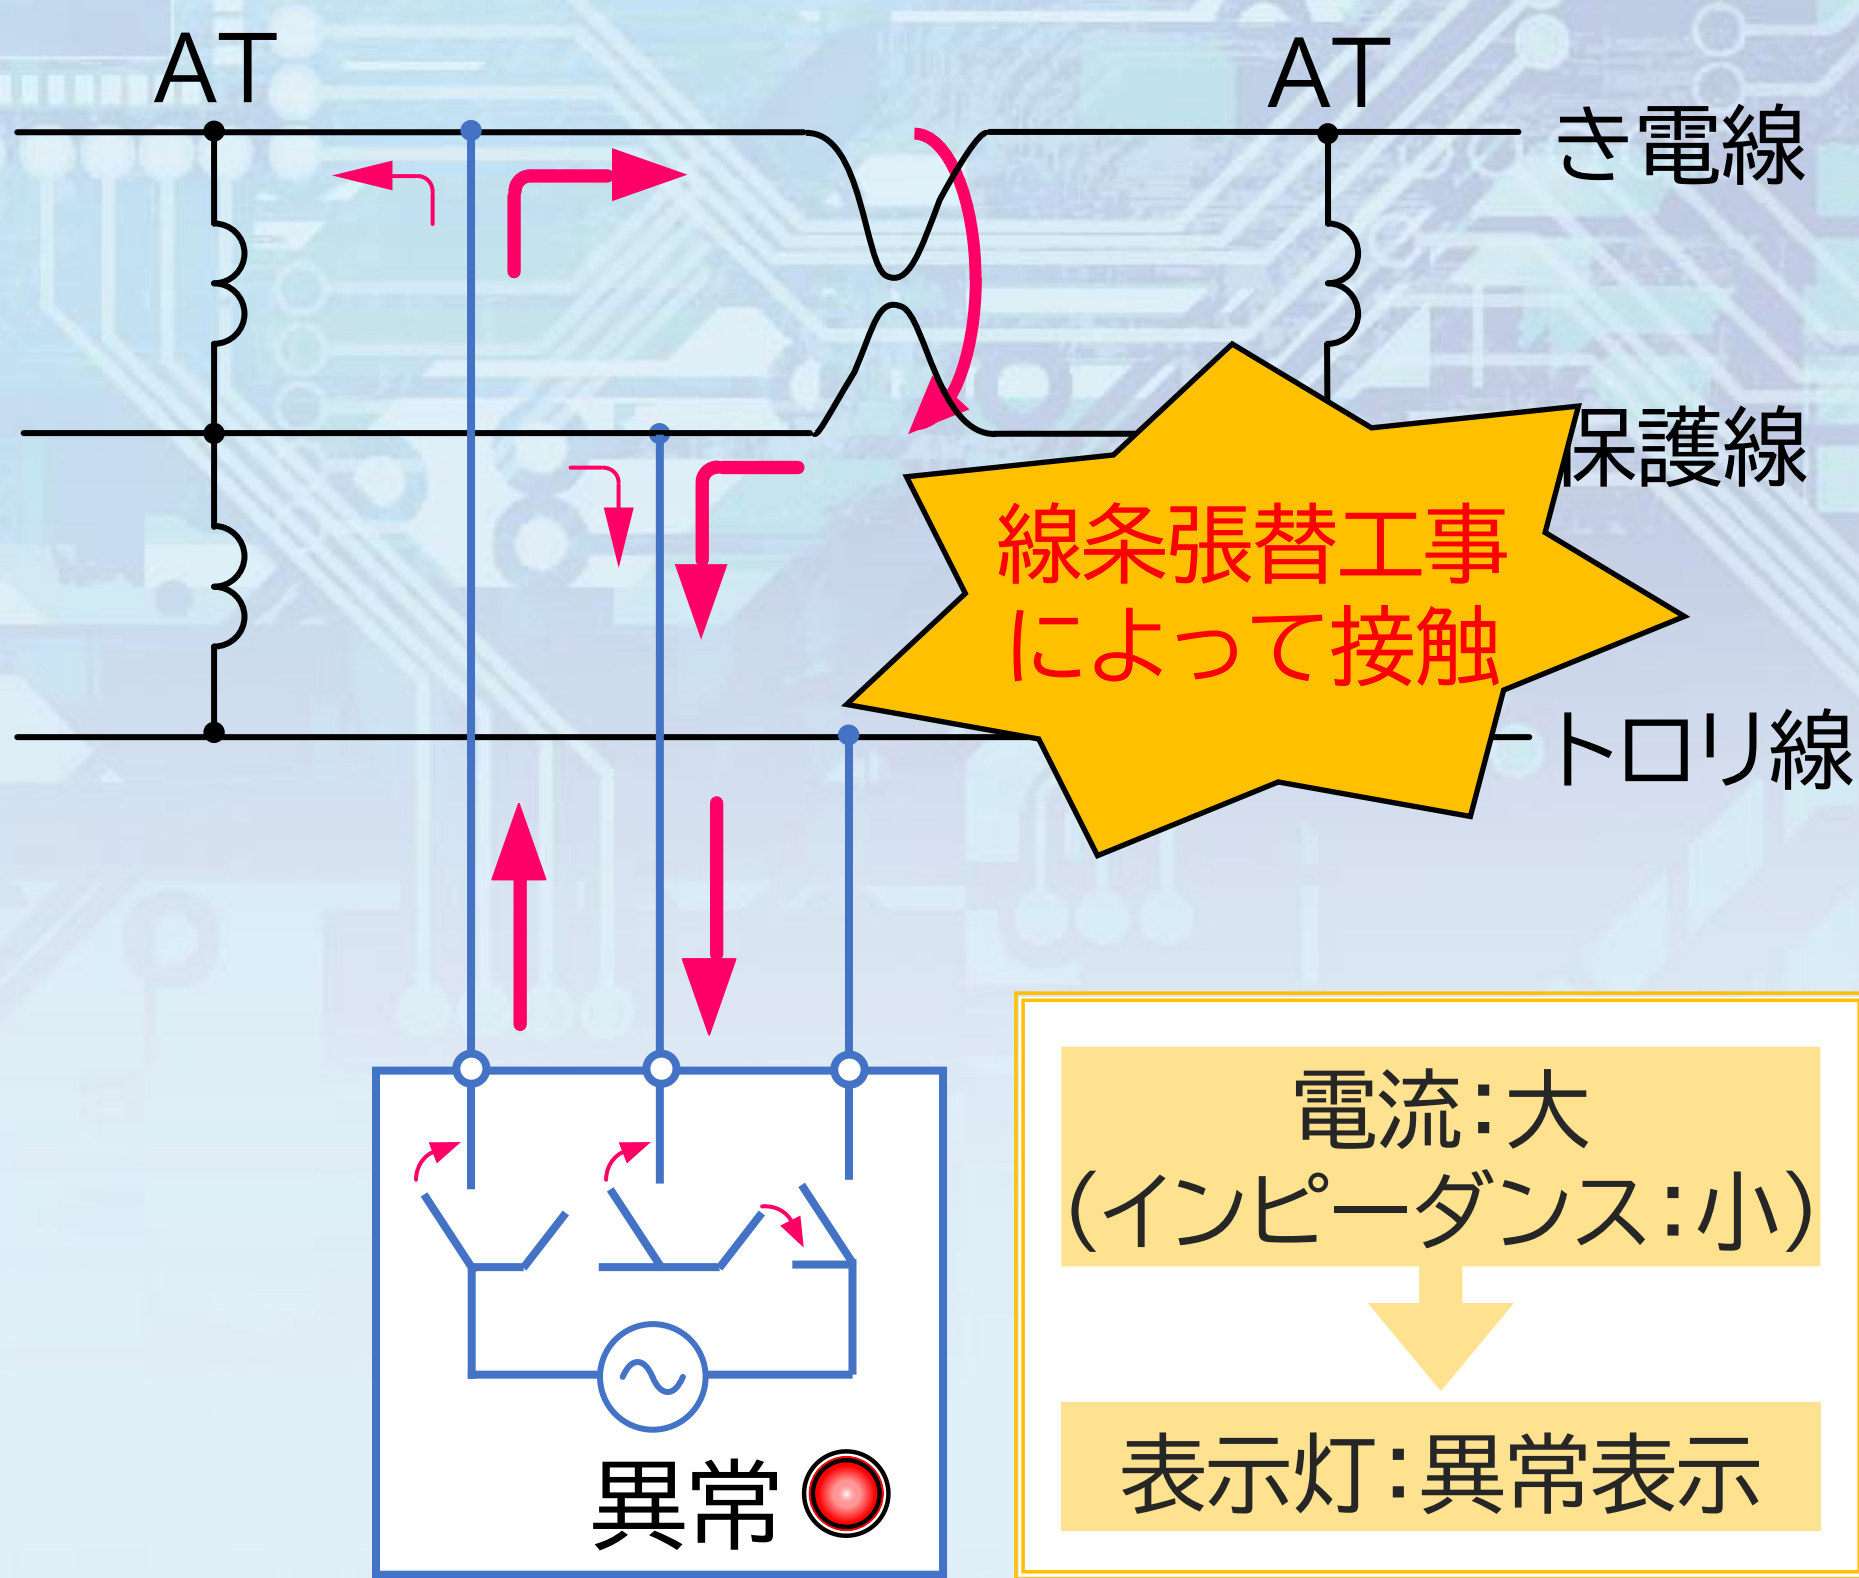 AT
AT
き電線
保護線
線条張替工事
によって接触
トロリ線
電流：大
（インピーダンス：小）
表示灯：異常表示
異常